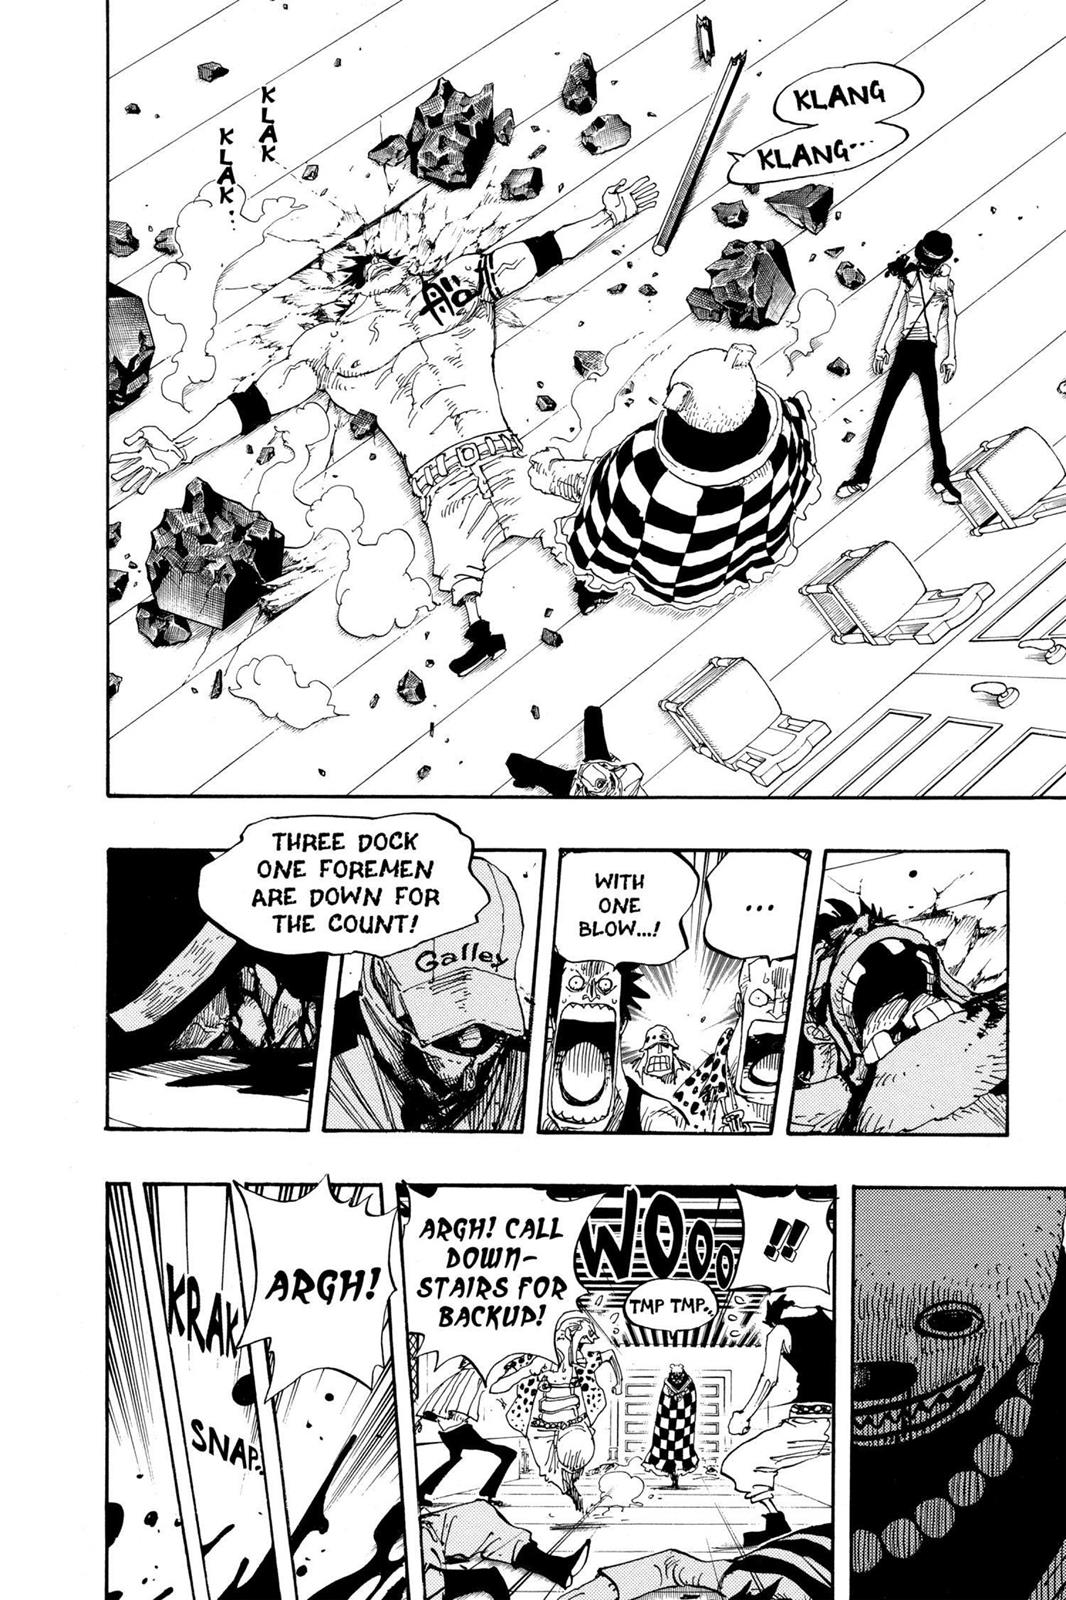 KLANG
KLANG...
KLAK
KLAK...
...
WITH
ONE
BLOW...!
THREE DOCK
ONE FOREMEN
ARE DOWN FOR
THE COUNT!
Galley
!!
WOOO
TMP TMP..
ARGH! CALL
DOWN-
STAIRS FOR
BACKUP!
ARGH!
KRAK
SNAP..